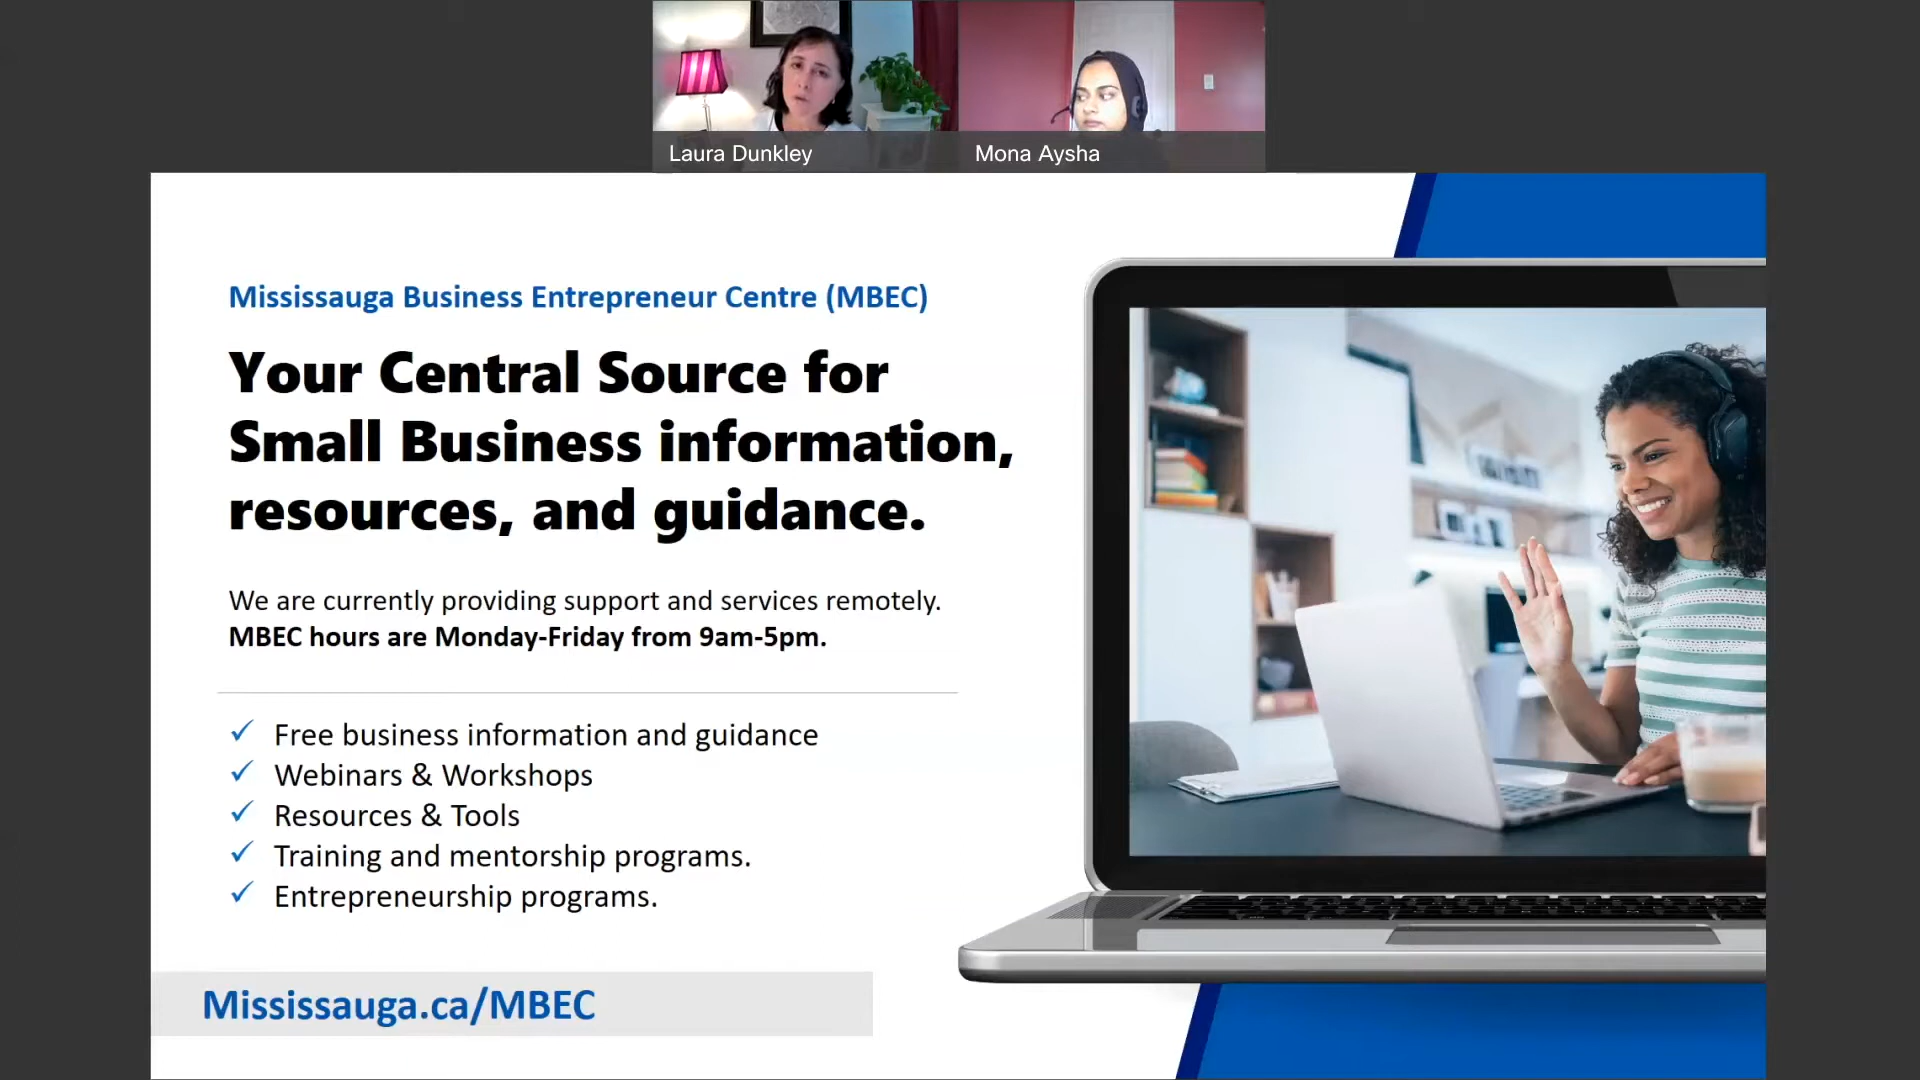 Laura Dunkley
Mona Aysha
Mississauga Business Entrepreneur Centre (MBEC)
Your Central Source for
Small Business information,
resources, and guidance.
We are currently providing support and services remotely.
MBEC hours are Monday-Friday from 9am-5pm.
Free business information and guidance
Webinars & Workshops
Resources & Tools
Training and mentorship programs.
Entrepreneurship programs.
Mississauga.ca/MBEC